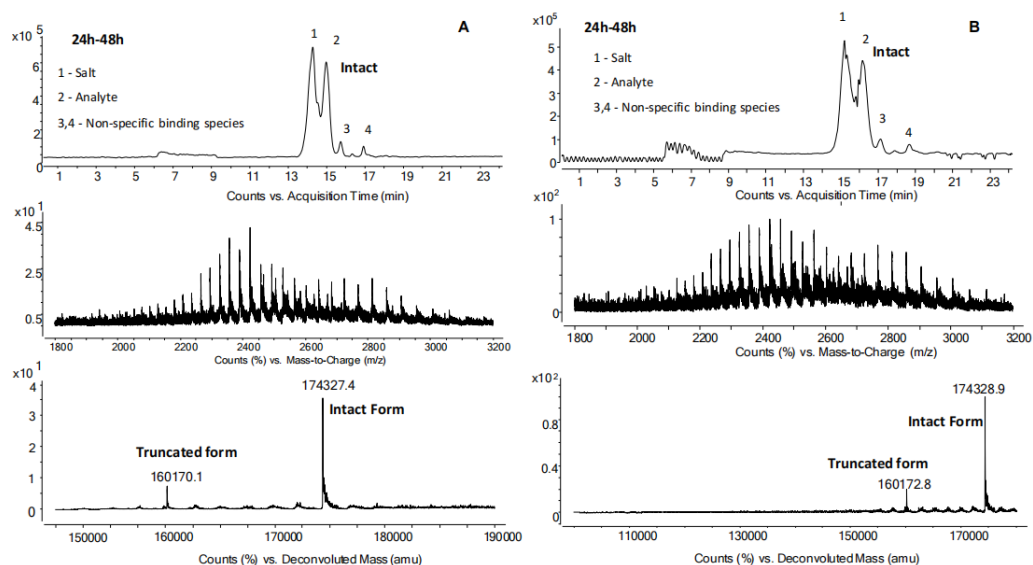 x10 5
24h-48h
A
1
2
Intact
1 - Salt
2 - Analyte
3,4 - Non-specific binding species
3
4
8
6
4
2
0
1 3 5 7 9 11 13 15 17 19 21 23
Counts vs. Acquisition Time (min)
x10 1
4.5
2.5
0.5
1800 2000 2200 2400 2600 2800 3000 3200
Counts (%) vs. Mass-to-Charge (m/z)
x10 1
4
3
2
1
0
174327.4
Intact Form
Truncated form
160170.1
150000 160000 170000 180000 190000
Counts (%) vs. Deconvoluted Mass (amu)
x10 5
24h-48h
B
1
2
Intact
1 - Salt
2 - Analyte
3,4 - Non-specific binding species
3
4
5
4
3
2
1
0
1 3 5 7 9 11 13 15 17 19 21 23
Counts vs. Acquisition Time (min)
x10 2
1
0
1800 2000 2200 2400 2600 2800 3000 3200
Counts (%) vs. Mass-to-Charge (m/z)
x10 2
0.8
0.4
0
174328.9
Intact Form
Truncated form
160172.8
110000 130000 150000 170000
Counts (%) vs. Deconvoluted Mass (amu)